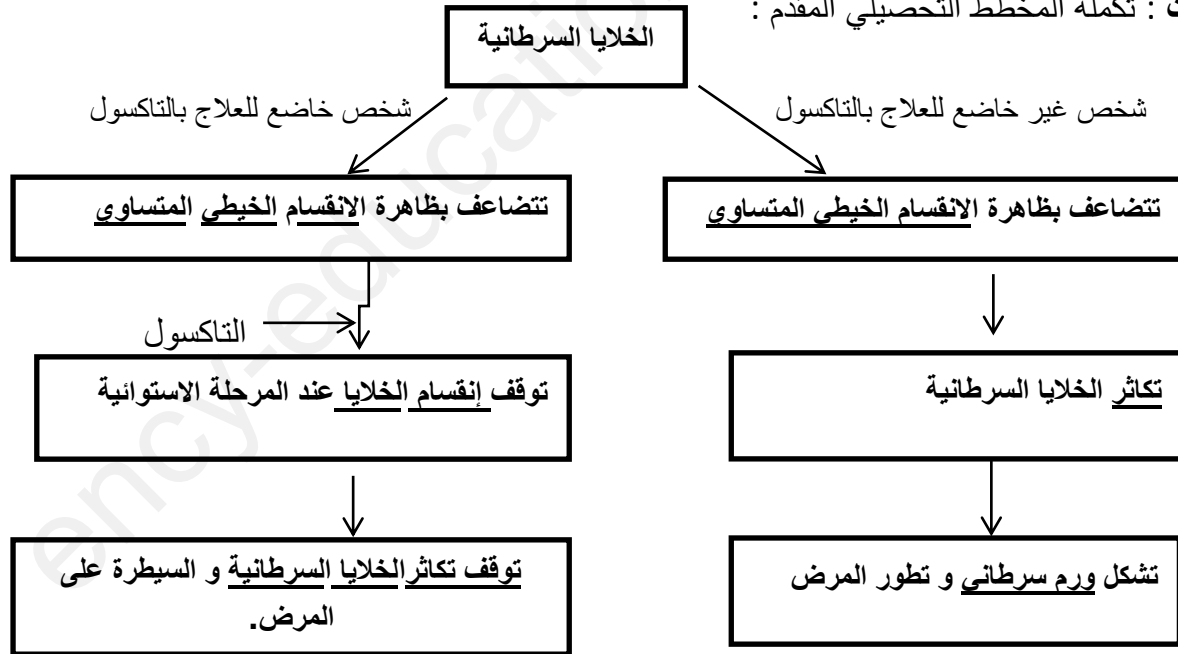 ت : تكملة المخطط التحصيلي المقدم :
الخلايا السرطانية
شخص غير خاضع للعلاج بالتاكسول
شخص خاضع للعلاج بالتاكسول
تتضاعف بظاهرة الانقسام الخيطي المتساوي
تتضاعف بظاهرة الانقسام الخيطي المتساوي
التاكسول
تكاثر الخلايا السرطانية
توقف إنقسام الخلايا عند المرحلة الاستوائية
تشكل ورم سرطاني و تطور المرض
توقف تكاثرالخلايا السرطانية و السيطرة على
المرض.
ency-education